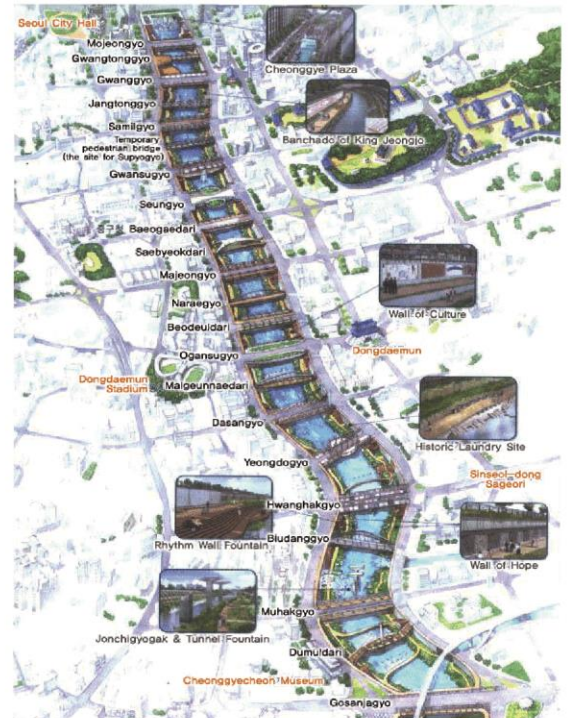 Seoul City Hall
Mojeongyo
Gwangtonggyo
Gwanggyo
Jangtonggyo
Samilgyo
Temporary
pedestrian bridge
(the site for Supyogyo)
Gwansugyo
Seungyo
Baeogaedari
Saebyeokdari
Majeongyo
Naraegyo
Beodeuldari
Ogansugyo
Dongdaemun
Stadium
Malgeunnaedari
Dasangyo
Yeongdogyo
Hwanghakgyo
Biudanggyo
Rhythm Wall Fountain
Muhakgyo
Jonchigyogak & Tunnel Fountain
Dumuldari
Cheonggyecheon Museum
Gosanjagyo
Cheonggye Plaza
Banchado of King Jeongjo
Wall of Culture
Dongdaemun
Historic Laundry Site
Sinseol-dong
Sageori
Wall of Hope